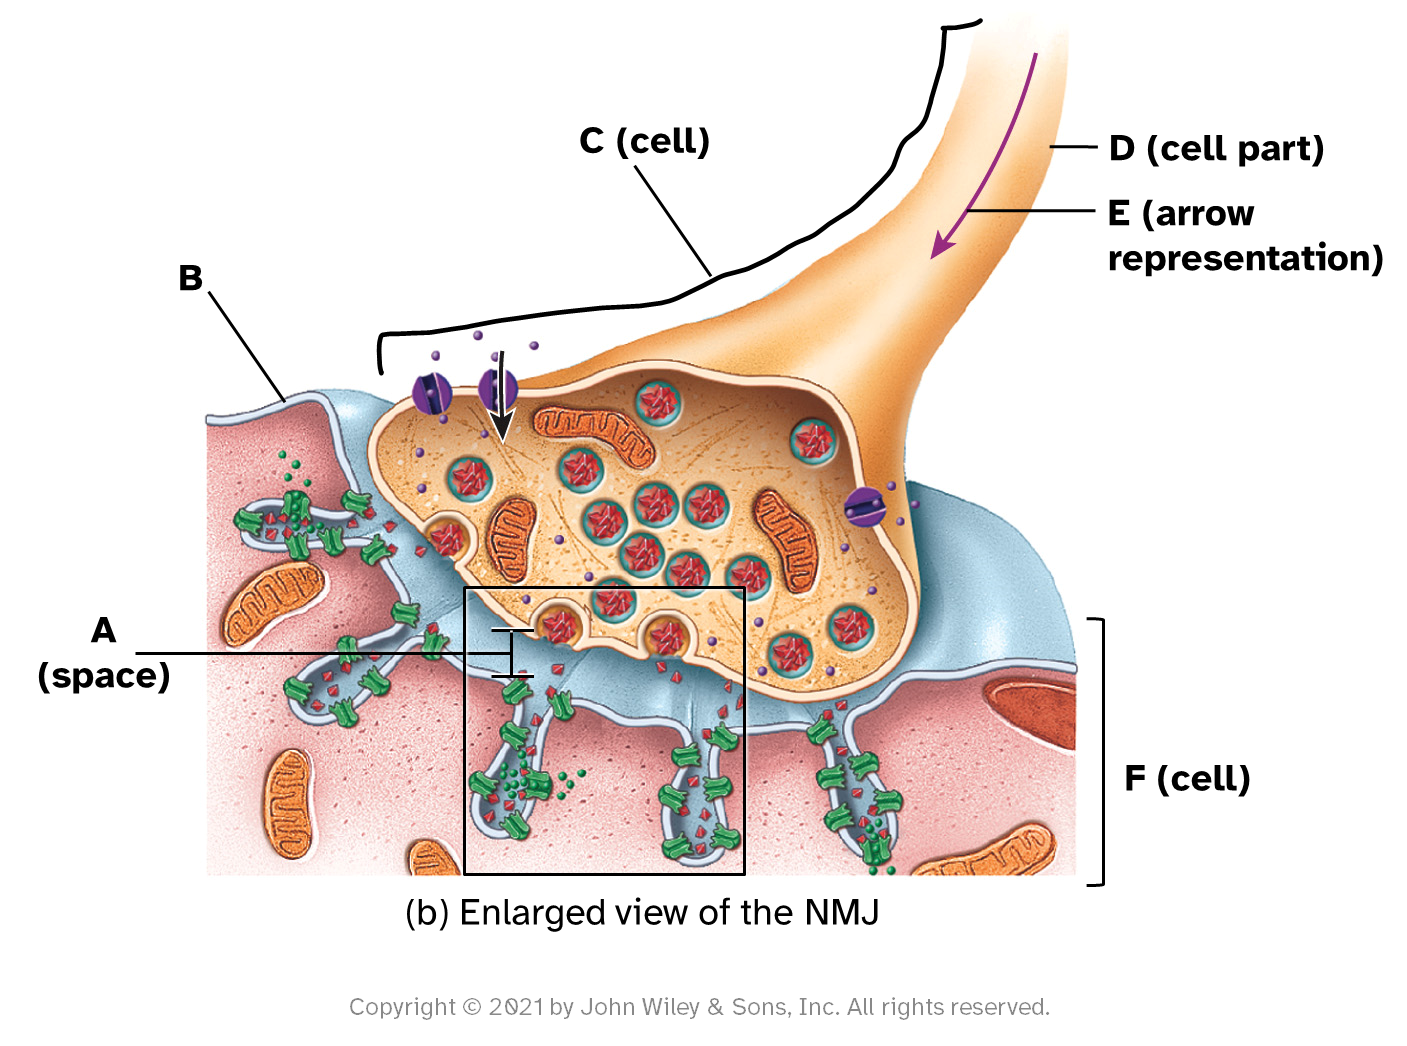 C (cell)
D (cell part)
E (arrow
representation)
B
A
(space)
F (cell)
(b) Enlarged view of the NMJ
Copyright © 2021 by John Wiley & Sons, Inc. All rights reserved.